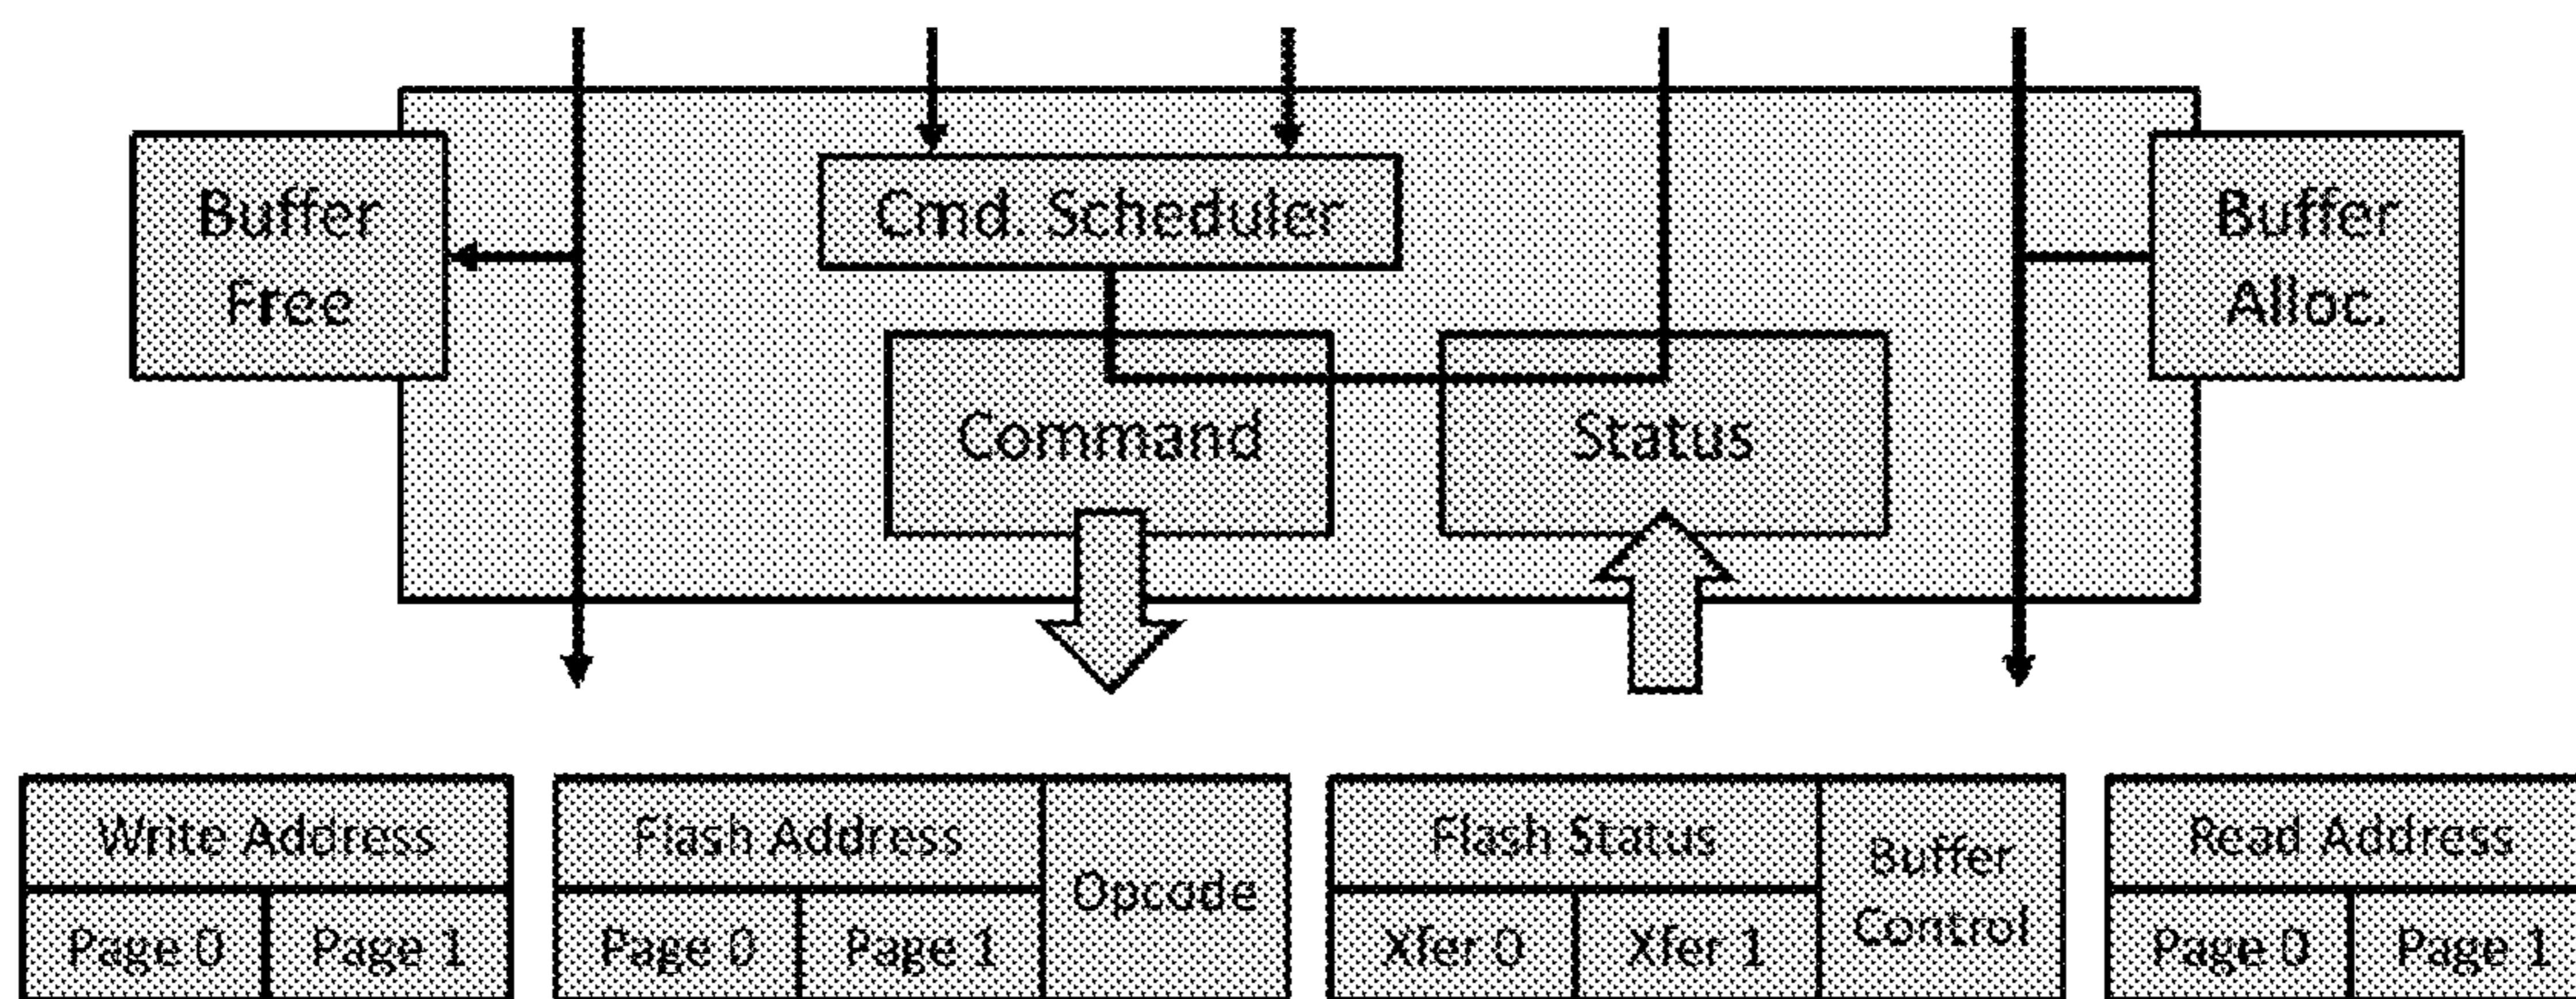 Buffer
Free
Cmd. Scheduler
Buffer
Alloc.
Command
Status
Write Address
Page 0
Page 1
Flash Address
Opcode
Page 0
Page 1
Flash Status
Buffer
Control
Xfer 0
Xfer 1
Read Address
Page 0
Page 1